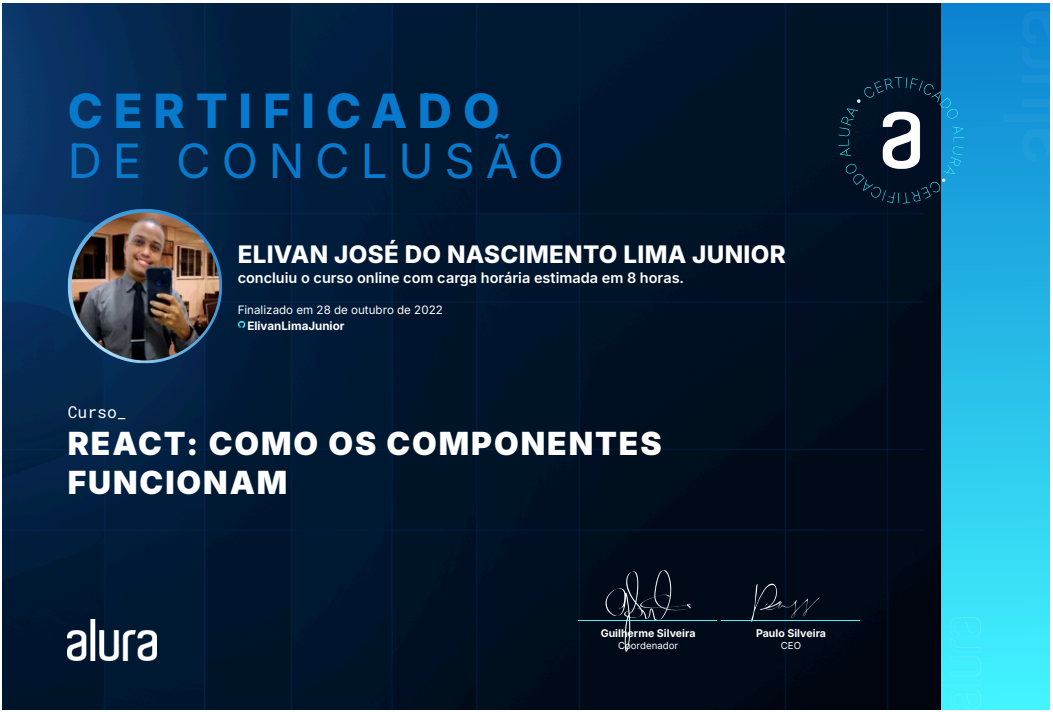 CERTIFICADO
DE CONCLUSÃO
CERTIFICADO ALURA • CERTIFICADO ALURA •
a
ELIVAN JOSÉ DO NASCIMENTO LIMA JUNIOR
concluiu o curso online com carga horária estimada em 8 horas.
Finalizado em 28 de outubro de 2022
ElivanLimaJunior
Curso_
REACT: COMO OS COMPONENTES
FUNCIONAM
alura
Guilherme Silveira
Coordenador
Paulo Silveira
CEO
alura
alura